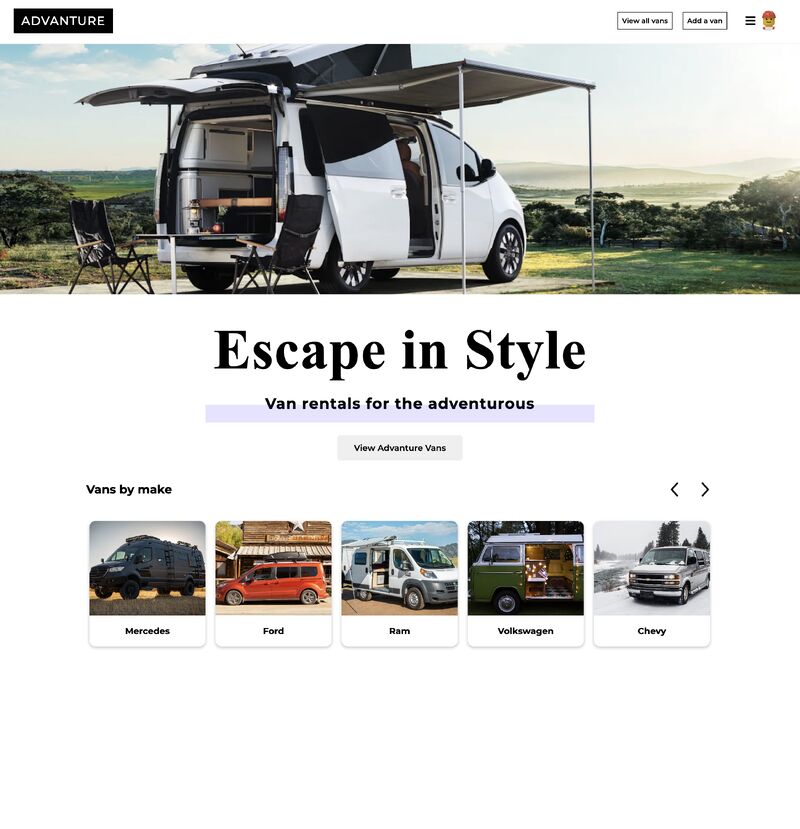 ADVANTURE
View all vans
Add a van
Escape in Style
Van rentals for the adventurous
View Advanture Vans
Vans by make
Mercedes
Ford
Ram
Volkswagen
Chevy